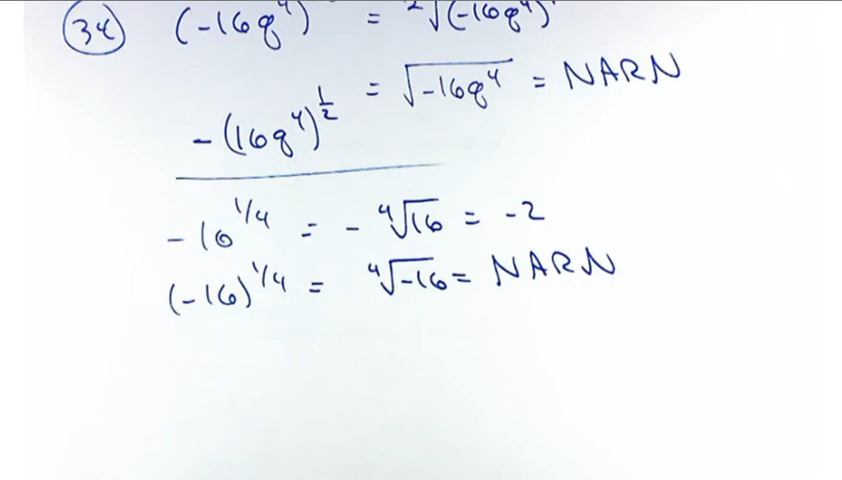 34 (-16q⁴) = ²√(-16q⁴)
= √-16q⁴ = NARN
-(16q⁴)^½
-16^1/4 = - ⁴√16 = -2
(-16)^1/4 = ⁴√-16 = NARN